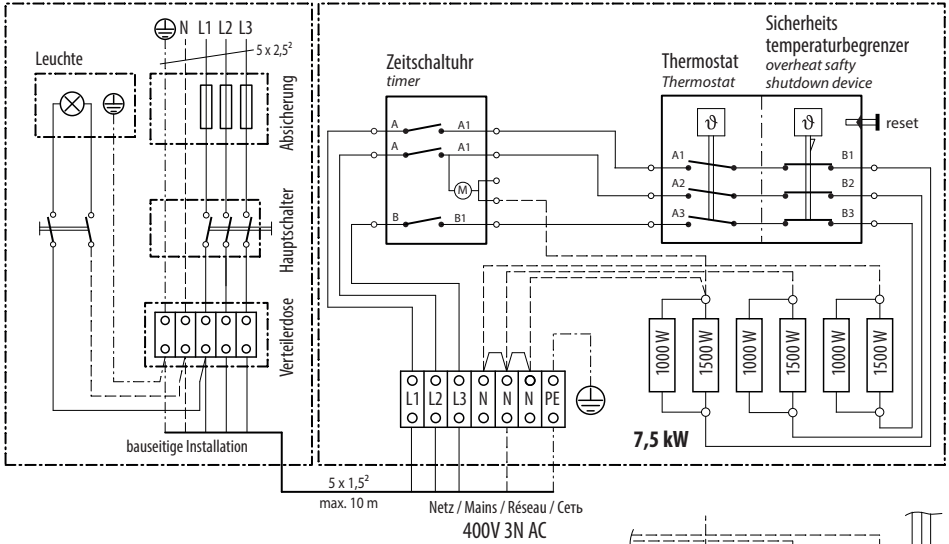 N L1 L2 L3
5 x 2,5²
Leuchte
Absicherung
Hauptschalter
Verteilerdose
bauseitige Installation
5 x 1,5²
max. 10 m
Zeitschaltuhr
timer
A A1
A A1
M
B B1
Thermostat
Thermostat
Sicherheits
temperaturbegrenzer
overheat safty
shutdown device
ϑ ϑ
reset
A1 B1
A2 B2
A3 B3
1000 W 1500 W 1000 W 1500 W 1000 W 1500 W
7,5 kW
L1 L2 L3 N N N PE
Netz / Mains / Réseau / Сеть
400V 3N AC